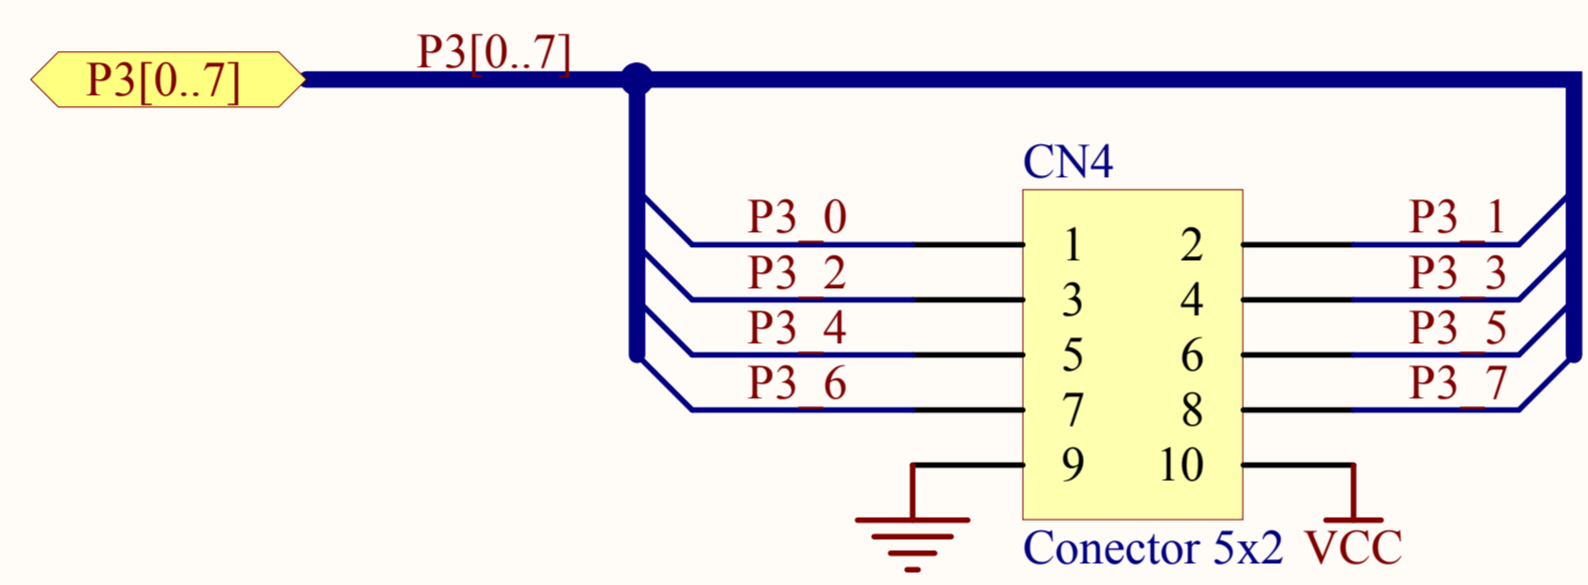 P3[0..7]
P3[0..7]
CN4
P3_0 1 2 P3_1
P3_2 3 4 P3_3
P3_4 5 6 P3_5
P3_6 7 8 P3_7
9 10
Conector 5x2 VCC